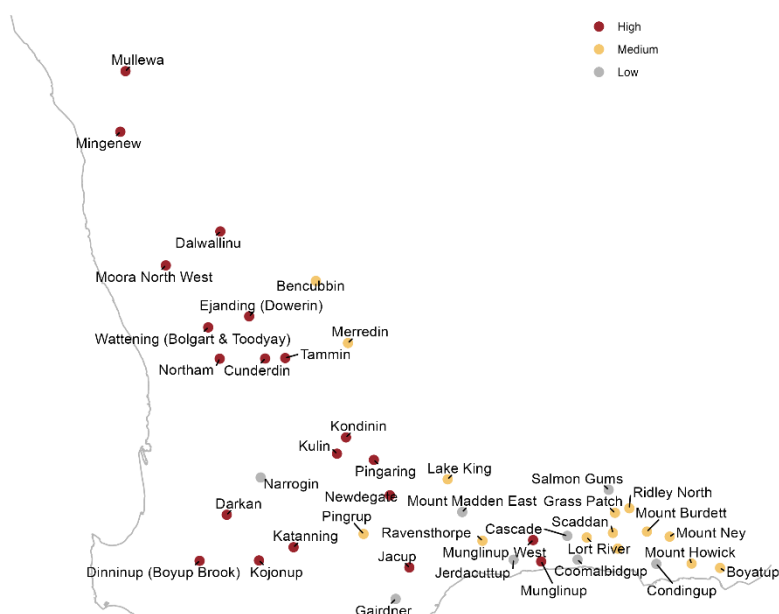 High
Medium
Low
Mullewa
Mingenew
Dalwallinu
Moora North West
Bencubbin
Ejanding (Dowerin)
Wattening (Bolgart & Toodyay)
Merredin
Tammin
Northam
Cunderdin
Kondinin
Kulin
Pingaring
Lake King
Narrogin
Newdegate
Salmon Gums
Mount Madden East
Grass Patch
Ridley North
Darkan
Pingrup
Mount Burdett
Scaddan
Cascade
Katanning
Ravensthorpe
Mount Ney
Munglinup West
Lort River
Mount Howick
Dinninup (Boyup Brook)
Kojonup
Jacup
Jerdacuttup
Coomalbidgup
Boyatup
Munglinup
Condingup
Gairdner